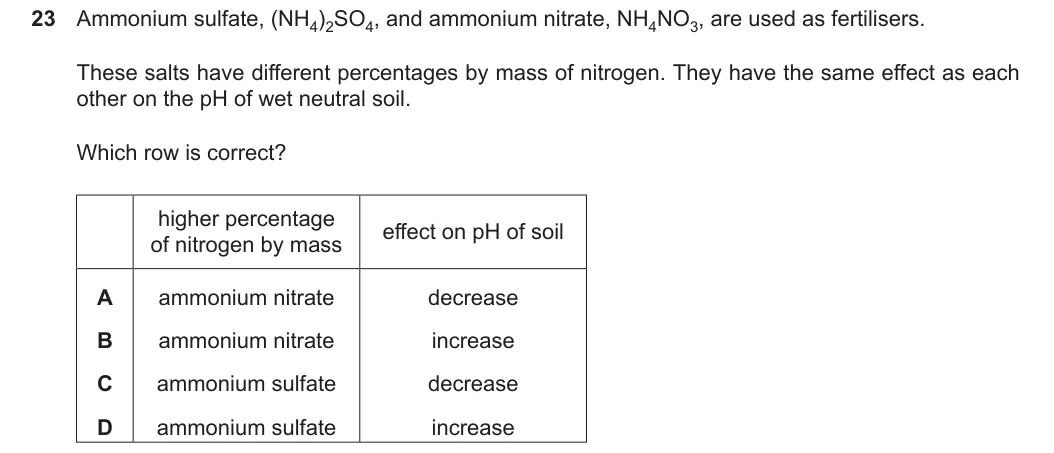 23 Ammonium sulfate, (NH₄)₂SO₄, and ammonium nitrate, NH₄NO₃, are used as fertilisers.
These salts have different percentages by mass of nitrogen. They have the same effect as each
other on the pH of wet neutral soil.
Which row is correct?
higher percentage
of nitrogen by mass
effect on pH of soil
A ammonium nitrate decrease
B ammonium nitrate increase
C ammonium sulfate decrease
D ammonium sulfate increase